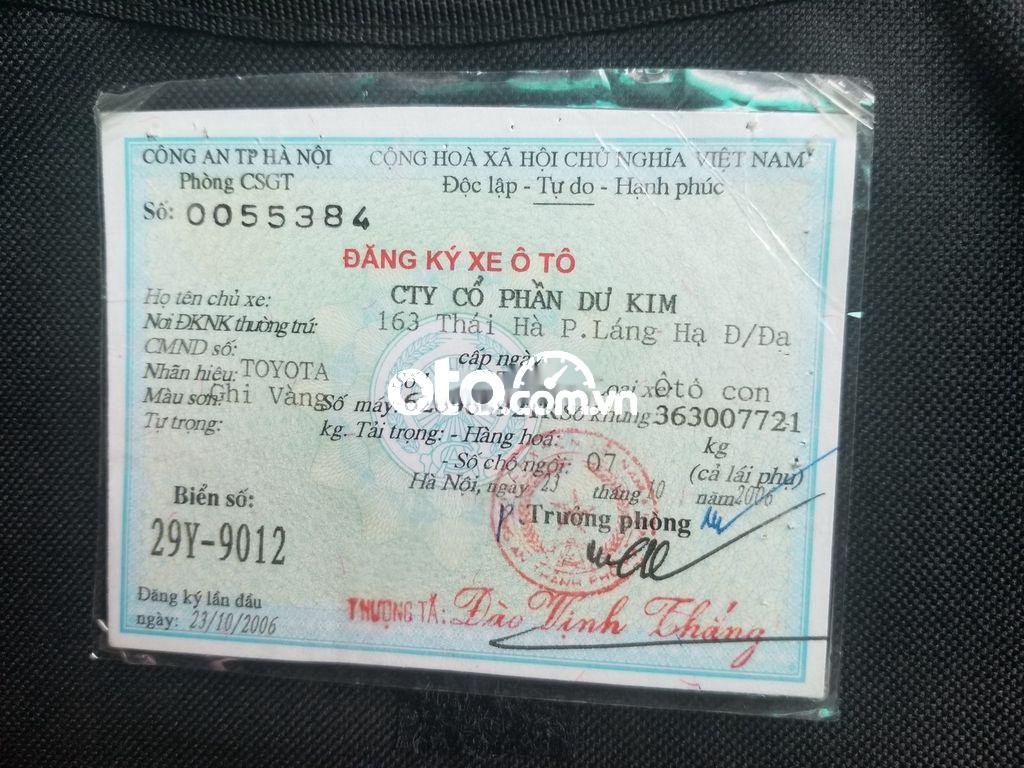 CÔNG AN TP HÀ NỘI
Phòng CSGT
Số: 0055384
CỘNG HOÀ XÃ HỘI CHỦ NGHĨA VIỆT NAM
Độc lập - Tự do - Hạnh phúc
ĐĂNG KÝ XE Ô TÔ
Họ tên chủ xe: CTY CỔ PHẦN DƯ KIM
Nơi ĐKNK thường trú: 163 Thái Hà P.Láng Hạ Đ/Đa
CMND số: cấp ngày
Nhãn hiệu: TOYOTA Số ôtô con
Màu sơn: Ghi Vàng Số máy: Số khung 363007721
Tự trọng: kg. Tải trọng: - Hàng hoá: kg
- Số chỗ ngồi: 07 (cả lái phụ)
Hà Nội, ngày 23 tháng 10 năm 2006
P. Trưởng phòng
Biển số:
29Y-9012
Đăng ký lần đầu
ngày: 23/10/2006
THƯỢNG TÁ: Đào Vịnh Thắng
oto.com.vn